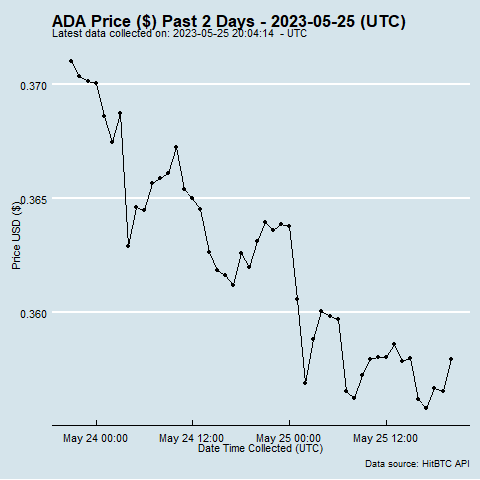 ADA Price ($) Past 2 Days - 2023-05-25 (UTC)
Latest data collected on: 2023-05-25 20:04:14 - UTC
0.370
0.365
0.360
Price USD ($)
May 24 00:00
May 24 12:00
May 25 00:00
May 25 12:00
Date Time Collected (UTC)
Data source: HitBTC API